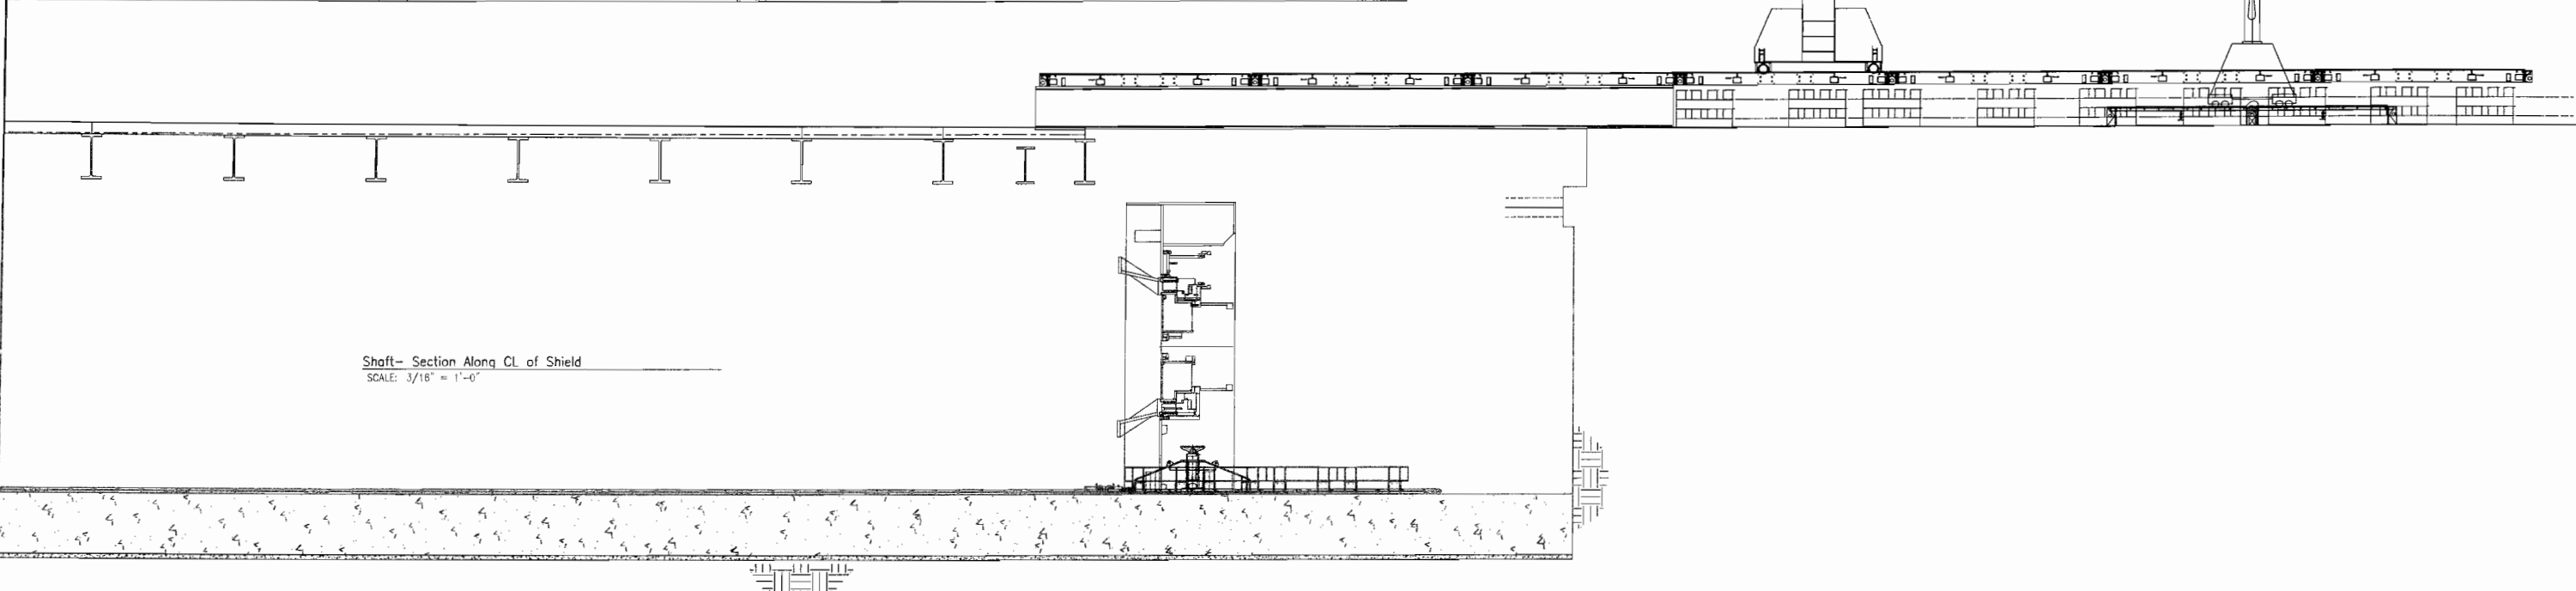 Shaft- Section Along CL of Shield
SCALE: 3/16" = 1'-0"